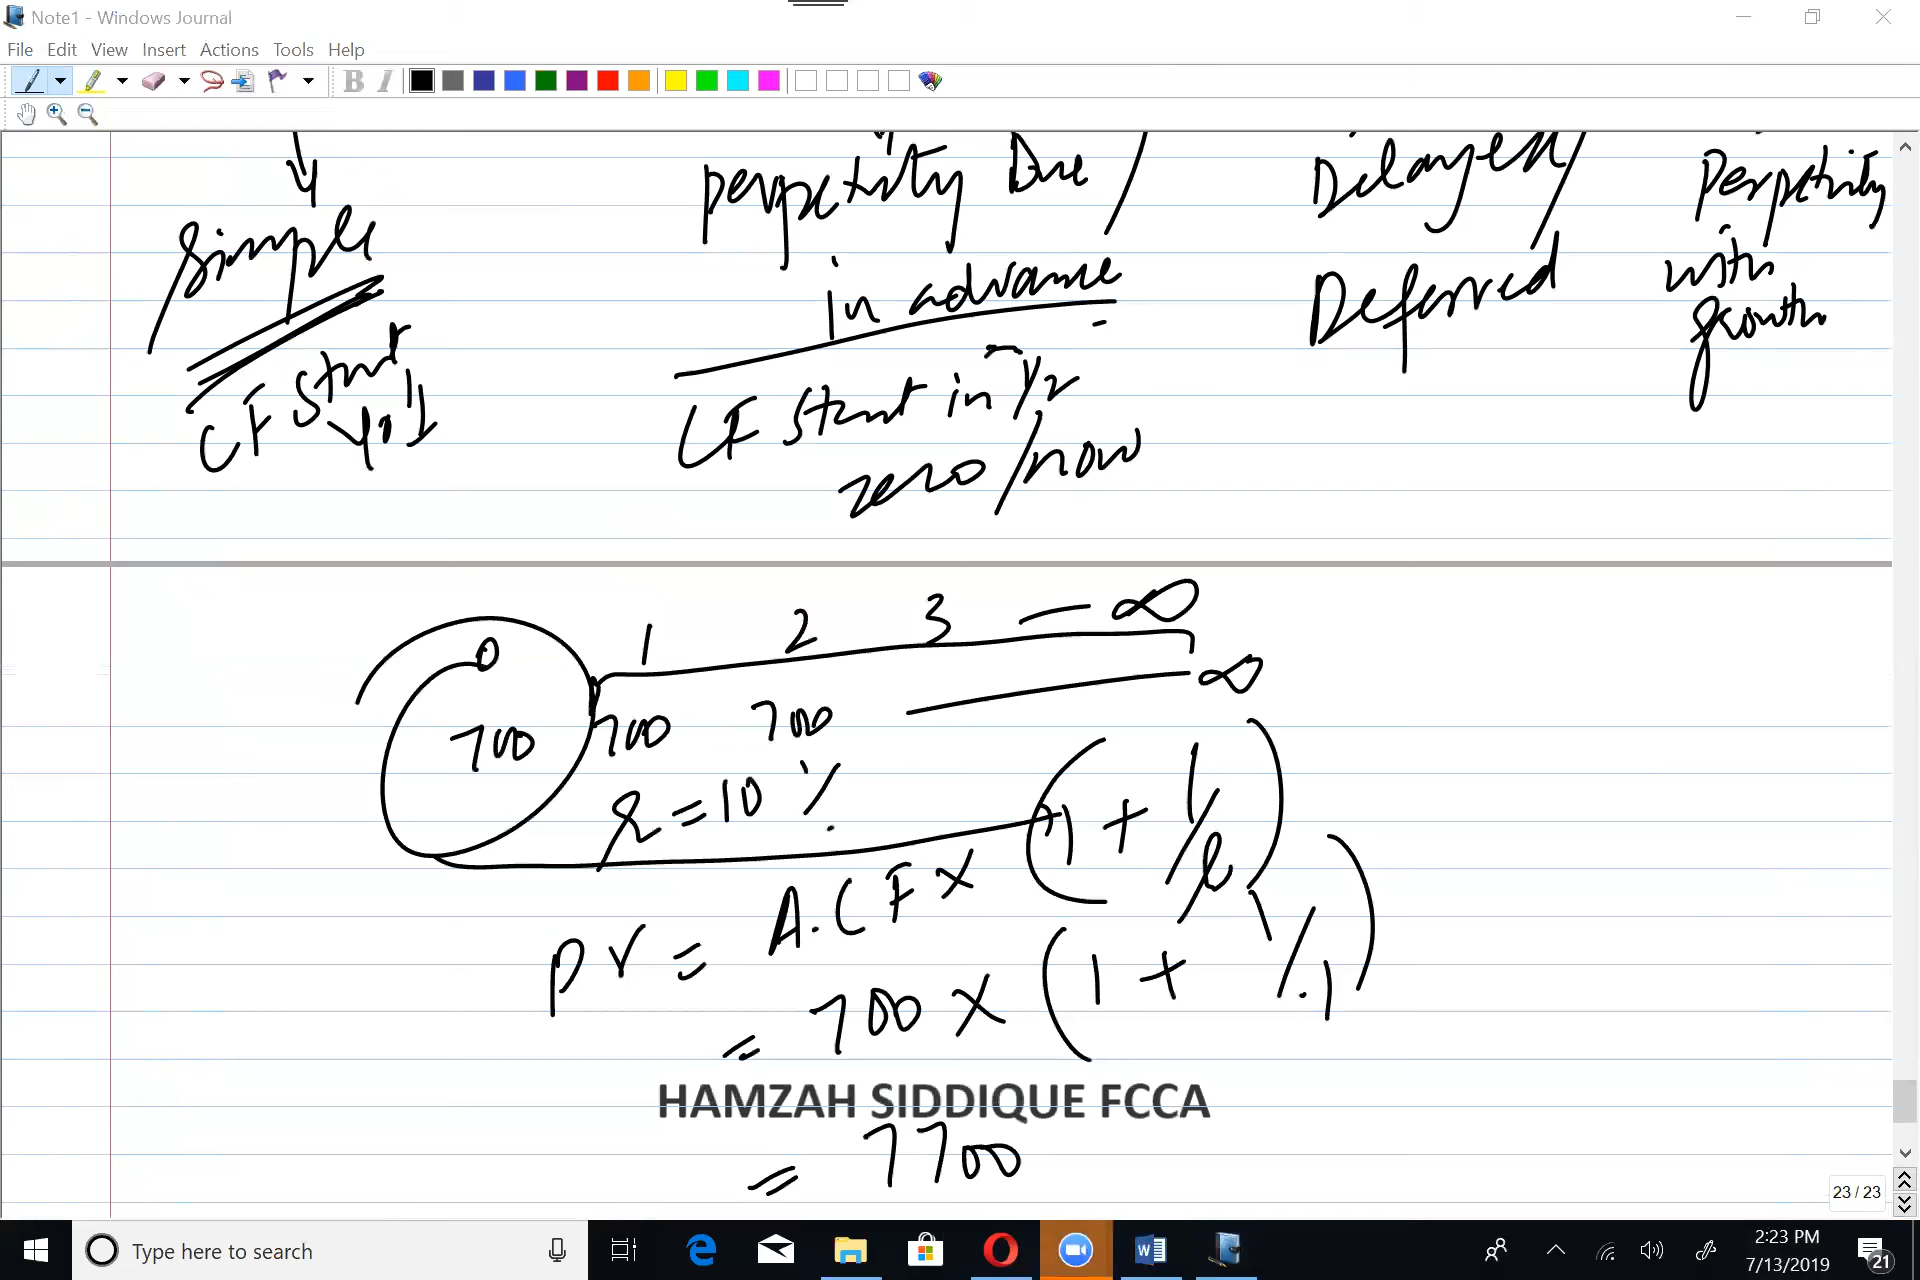 Note1 - Windows Journal
File Edit View Insert Actions Tools Help
B I
Simple
CF Start
Yr 1
perpetuity Due /
in advance
CF Start in Yr
zero / now
Delayed /
Deferred
Perpetuity
with
growth
0 1 2 3 — ∞
700 700 700 ∞
r = 10%
PV = A.CF x (1 + 1/r)
= 700 x (1 + 1/.1)
HAMZAH SIDDIQUE FCCA
= 7700
23 / 23
Type here to search
2:23 PM
7/13/2019
21